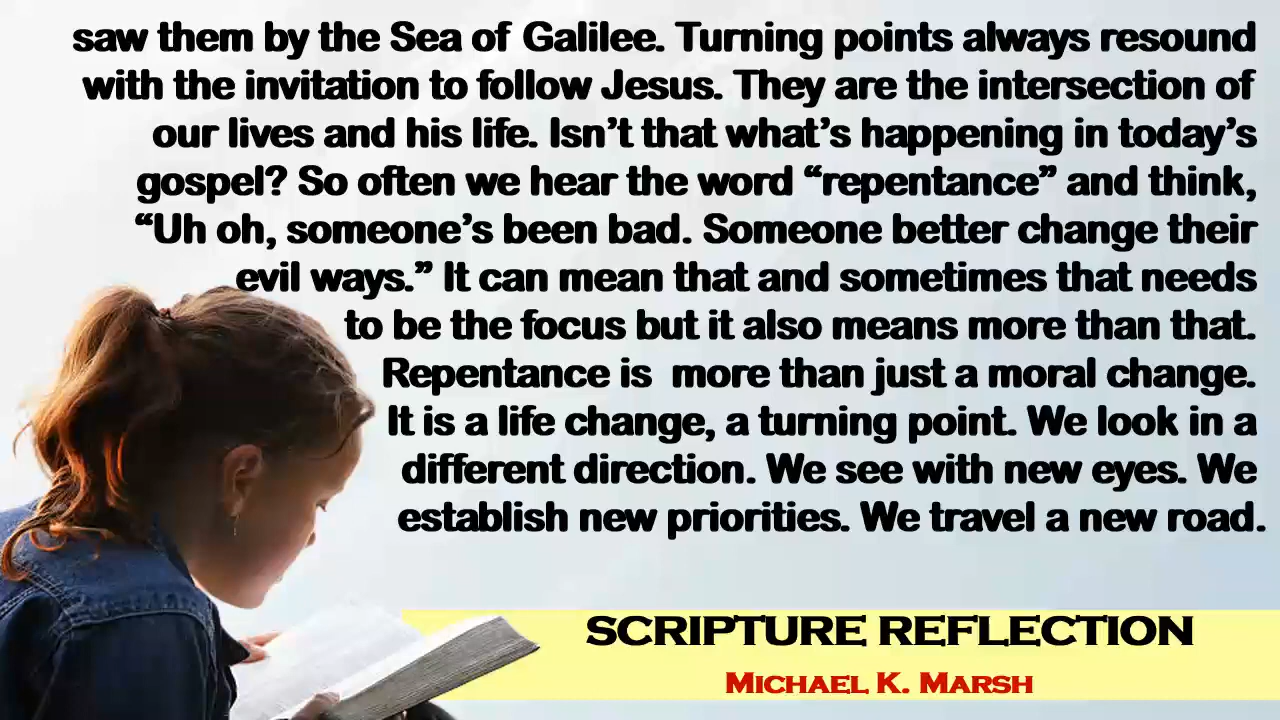 saw them by the Sea of Galilee. Turning points always resound
with the invitation to follow Jesus. They are the intersection of
our lives and his life. Isn’t that what’s happening in today’s
gospel? So often we hear the word “repentance” and think,
“Uh oh, someone’s been bad. Someone better change their
evil ways.” It can mean that and sometimes that needs
to be the focus but it also means more than that.
Repentance is  more than just a moral change.
It is a life change, a turning point. We look in a
different direction. We see with new eyes. We
establish new priorities. We travel a new road.
SCRIPTURE REFLECTION
MICHAEL K. MARSH